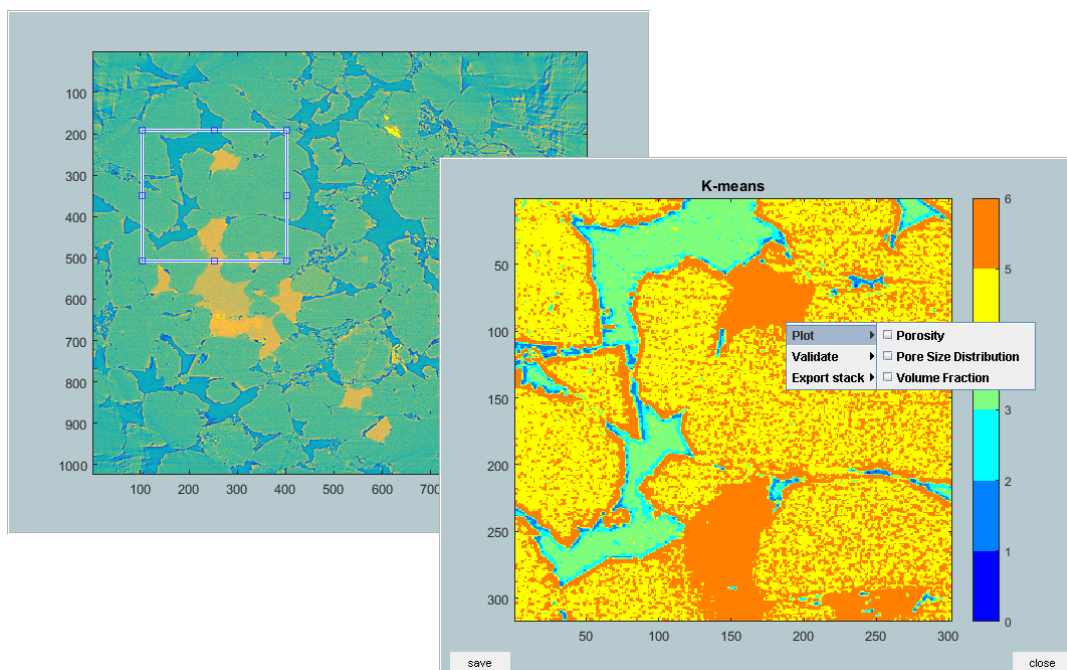 100
200
300
400
500
600
700
800
900
1000
100 200 300 400 500 600 700
K-means
50
100
150
200
250
300
50 100 150 200 250 300
6
5
3
2
1
0
Plot
Validate
Export stack
Porosity
Pore Size Distribution
Volume Fraction
save
close